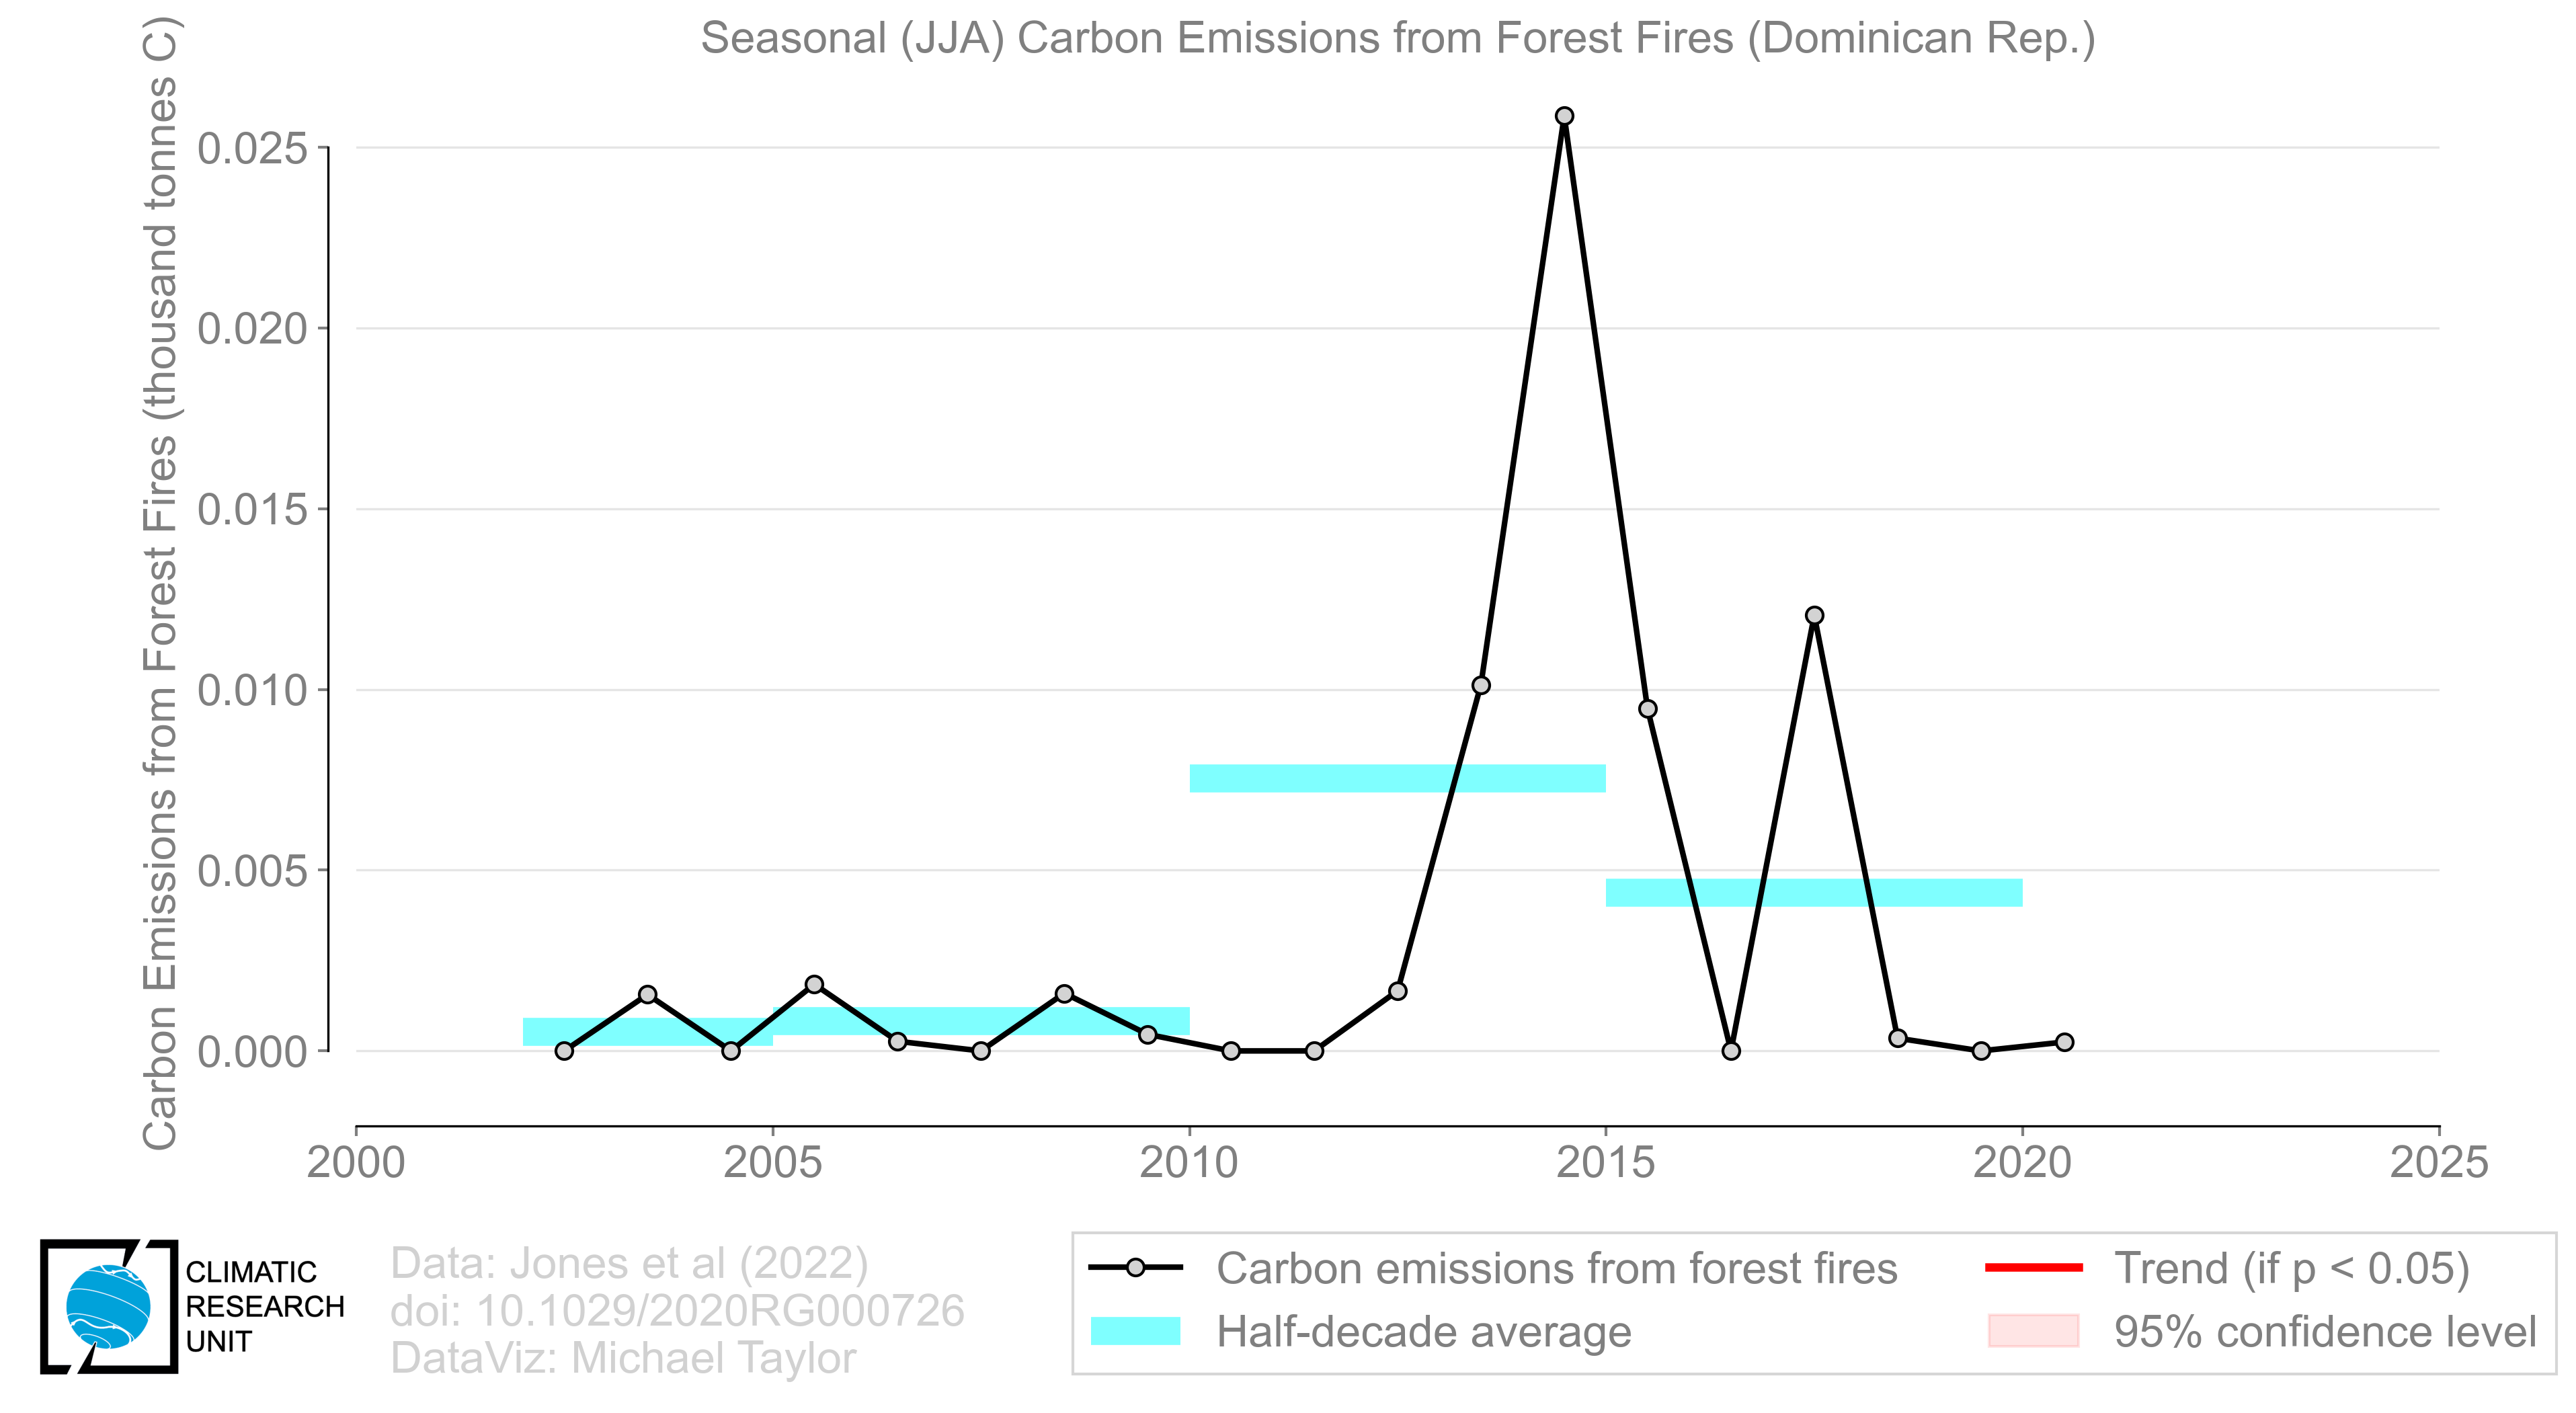 Seasonal (JJA) Carbon Emissions from Forest Fires (Dominican Rep.)
Carbon Emissions from Forest Fires (thousand tonnes C)
0.025
0.020
0.015
0.010
0.005
0.000
2000 2005 2010 2015 2020 2025
CLIMATIC
RESEARCH
UNIT
Data: Jones et al (2022)
doi: 10.1029/2020RG000726
DataViz: Michael Taylor
Carbon emissions from forest fires
Half-decade average
Trend (if p < 0.05)
95% confidence level